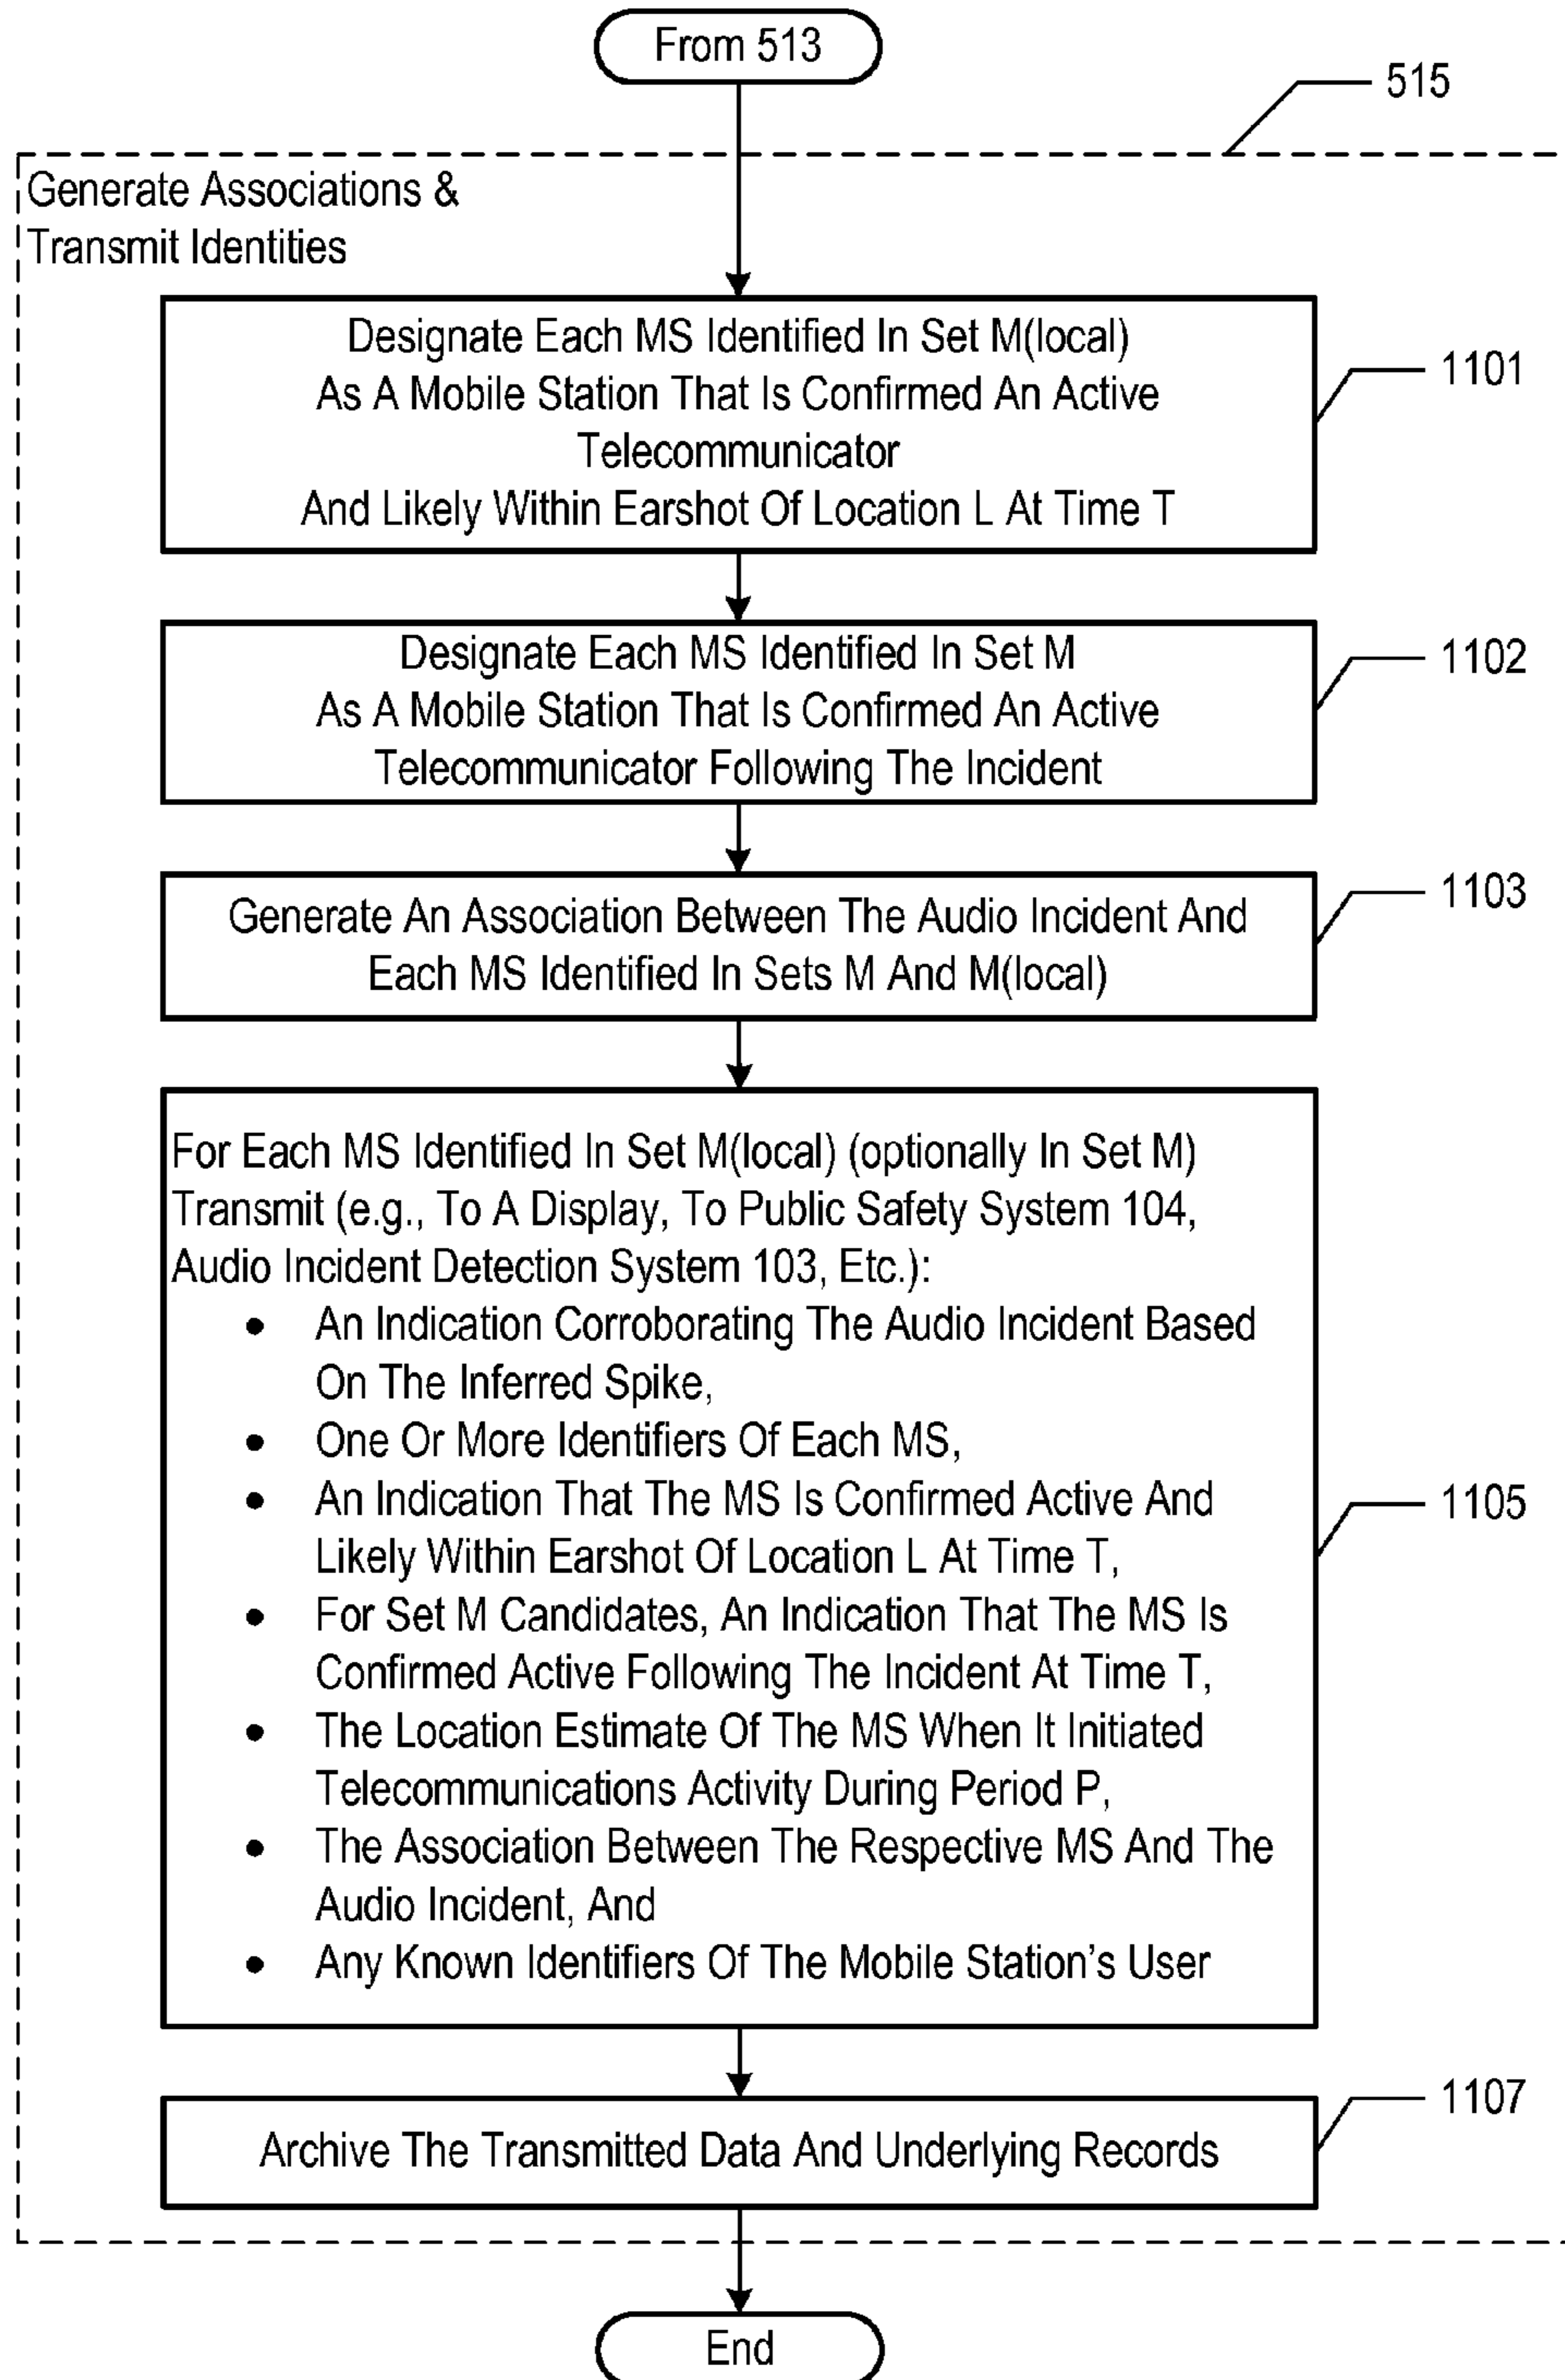 From 513
515
Generate Associations &
Transmit Identities
Designate Each MS Identified In Set M(local)
As A Mobile Station That Is Confirmed An Active
Telecommunicator
And Likely Within Earshot Of Location L At Time T
1101
Designate Each MS Identified In Set M
As A Mobile Station That Is Confirmed An Active
Telecommunicator Following The Incident
1102
Generate An Association Between The Audio Incident And
Each MS Identified In Sets M And M(local)
1103
For Each MS Identified In Set M(local) (optionally In Set M)
Transmit (e.g., To A Display, To Public Safety System 104,
Audio Incident Detection System 103, Etc.):
• An Indication Corroborating The Audio Incident Based
On The Inferred Spike,
• One Or More Identifiers Of Each MS,
• An Indication That The MS Is Confirmed Active And
Likely Within Earshot Of Location L At Time T,
• For Set M Candidates, An Indication That The MS Is
Confirmed Active Following The Incident At Time T,
• The Location Estimate Of The MS When It Initiated
Telecommunications Activity During Period P,
• The Association Between The Respective MS And The
Audio Incident, And
• Any Known Identifiers Of The Mobile Station's User
1105
Archive The Transmitted Data And Underlying Records
1107
End